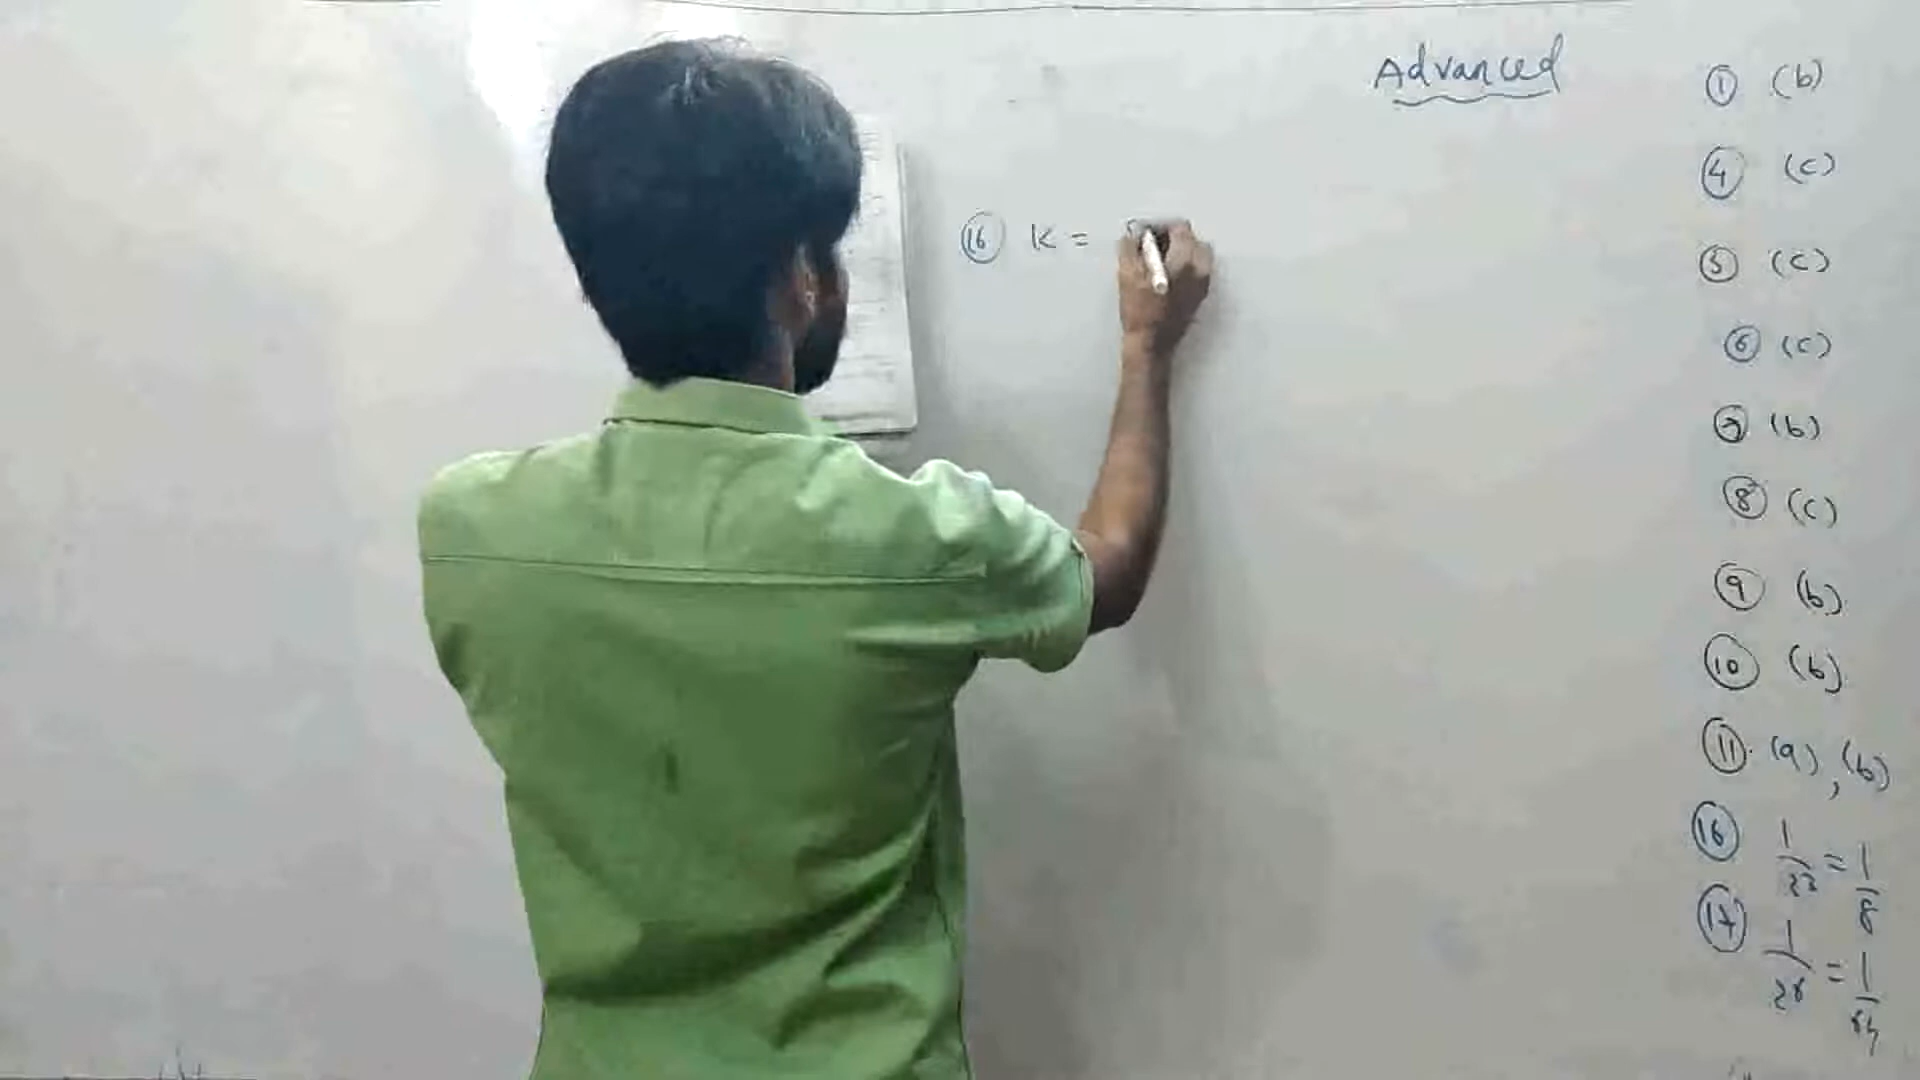 Advanced
① (b)
④ (c)
⑤ (c)
⑥ (c)
⑦ (b)
⑧ (c)
⑨ (b)
⑩ (b)
⑪ (a), (b)
⑯ 1/2³ = 1/8
⑰ 1/2⁶ = 1/64
⑯ K =